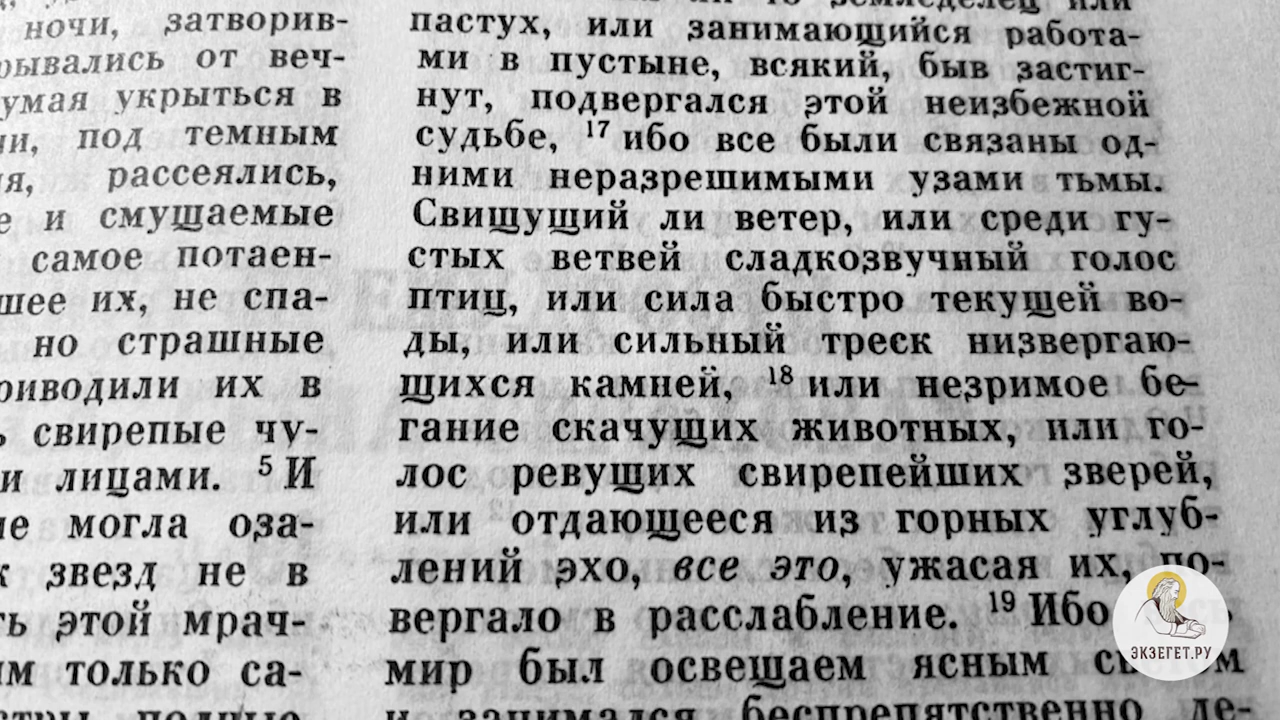 ночи, затворив-
рывались от веч-
умая укрыться в
под темным
рассеялись,
и смущаемые
самое потаен-
шее их, не спа-
но страшные
риводили их в
свирепые чу-
и лицами. ⁵ И
могла оза-
звезд не в
ть этой мрач-
им только са-
земледелец или
пастух, или занимающийся работа-
ми в пустыне, всякий, быв застиг-
нут, подвергался этой неизбежной
судьбе, ¹⁷ ибо все были связаны од-
ними неразрешимыми узами тьмы.
Свищущий ли ветер, или среди гу-
стых ветвей сладкозвучный голос
птиц, или сила быстро текущей во-
ды, или сильный треск низвергаю-
щихся камней, ¹⁸ или незримое бе-
гание скачущих животных, или го-
лос ревущих свирепейших зверей,
или отдающееся из горных углуб-
лений эхо, все это, ужасая их, по-
вергало в расслабление. ¹⁹ Ибо
мир был освещаем ясным
и занимался беспрепятственно де-
ЭКЗЕГЕТ.РУ